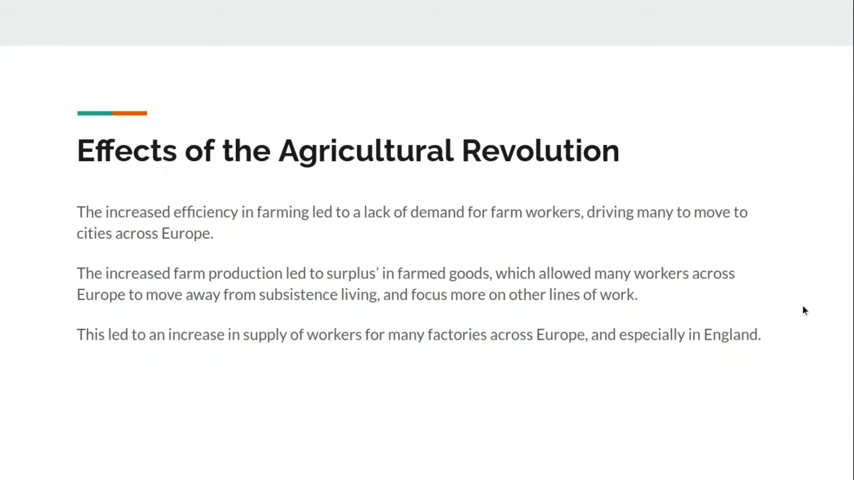 Effects of the Agricultural Revolution
The increased efficiency in farming led to a lack of demand for farm workers, driving many to move to
cities across Europe.
The increased farm production led to surplus' in farmed goods, which allowed many workers across
Europe to move away from subsistence living, and focus more on other lines of work.
This led to an increase in supply of workers for many factories across Europe, and especially in England.